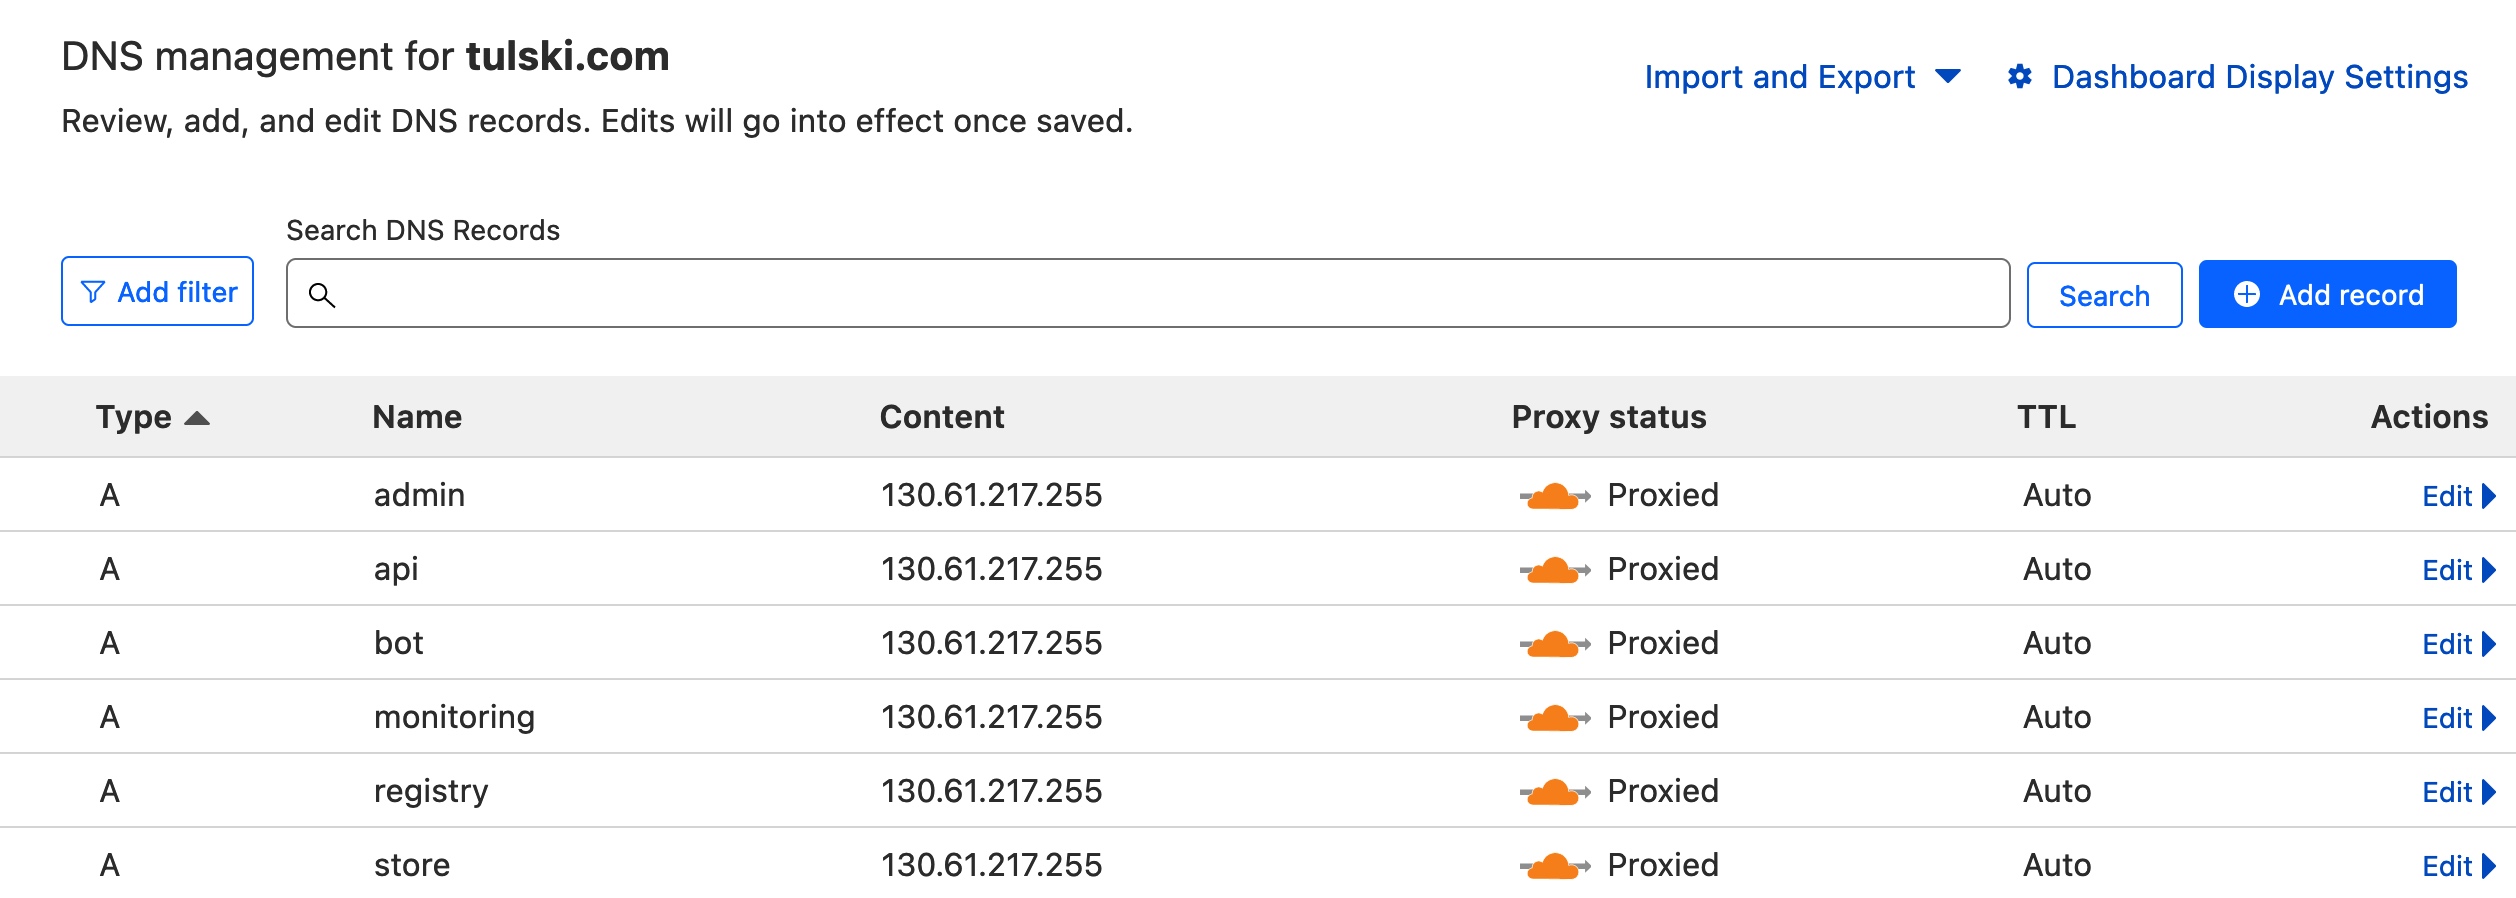 DNS management for tulski.com
Review, add, and edit DNS records. Edits will go into effect once saved.
Import and Export
Dashboard Display Settings
Search DNS Records
Add filter
Search
Add record
Type Name Content Proxy status TTL Actions
A admin 130.61.217.255 Proxied Auto Edit
A api 130.61.217.255 Proxied Auto Edit
A bot 130.61.217.255 Proxied Auto Edit
A monitoring 130.61.217.255 Proxied Auto Edit
A registry 130.61.217.255 Proxied Auto Edit
A store 130.61.217.255 Proxied Auto Edit